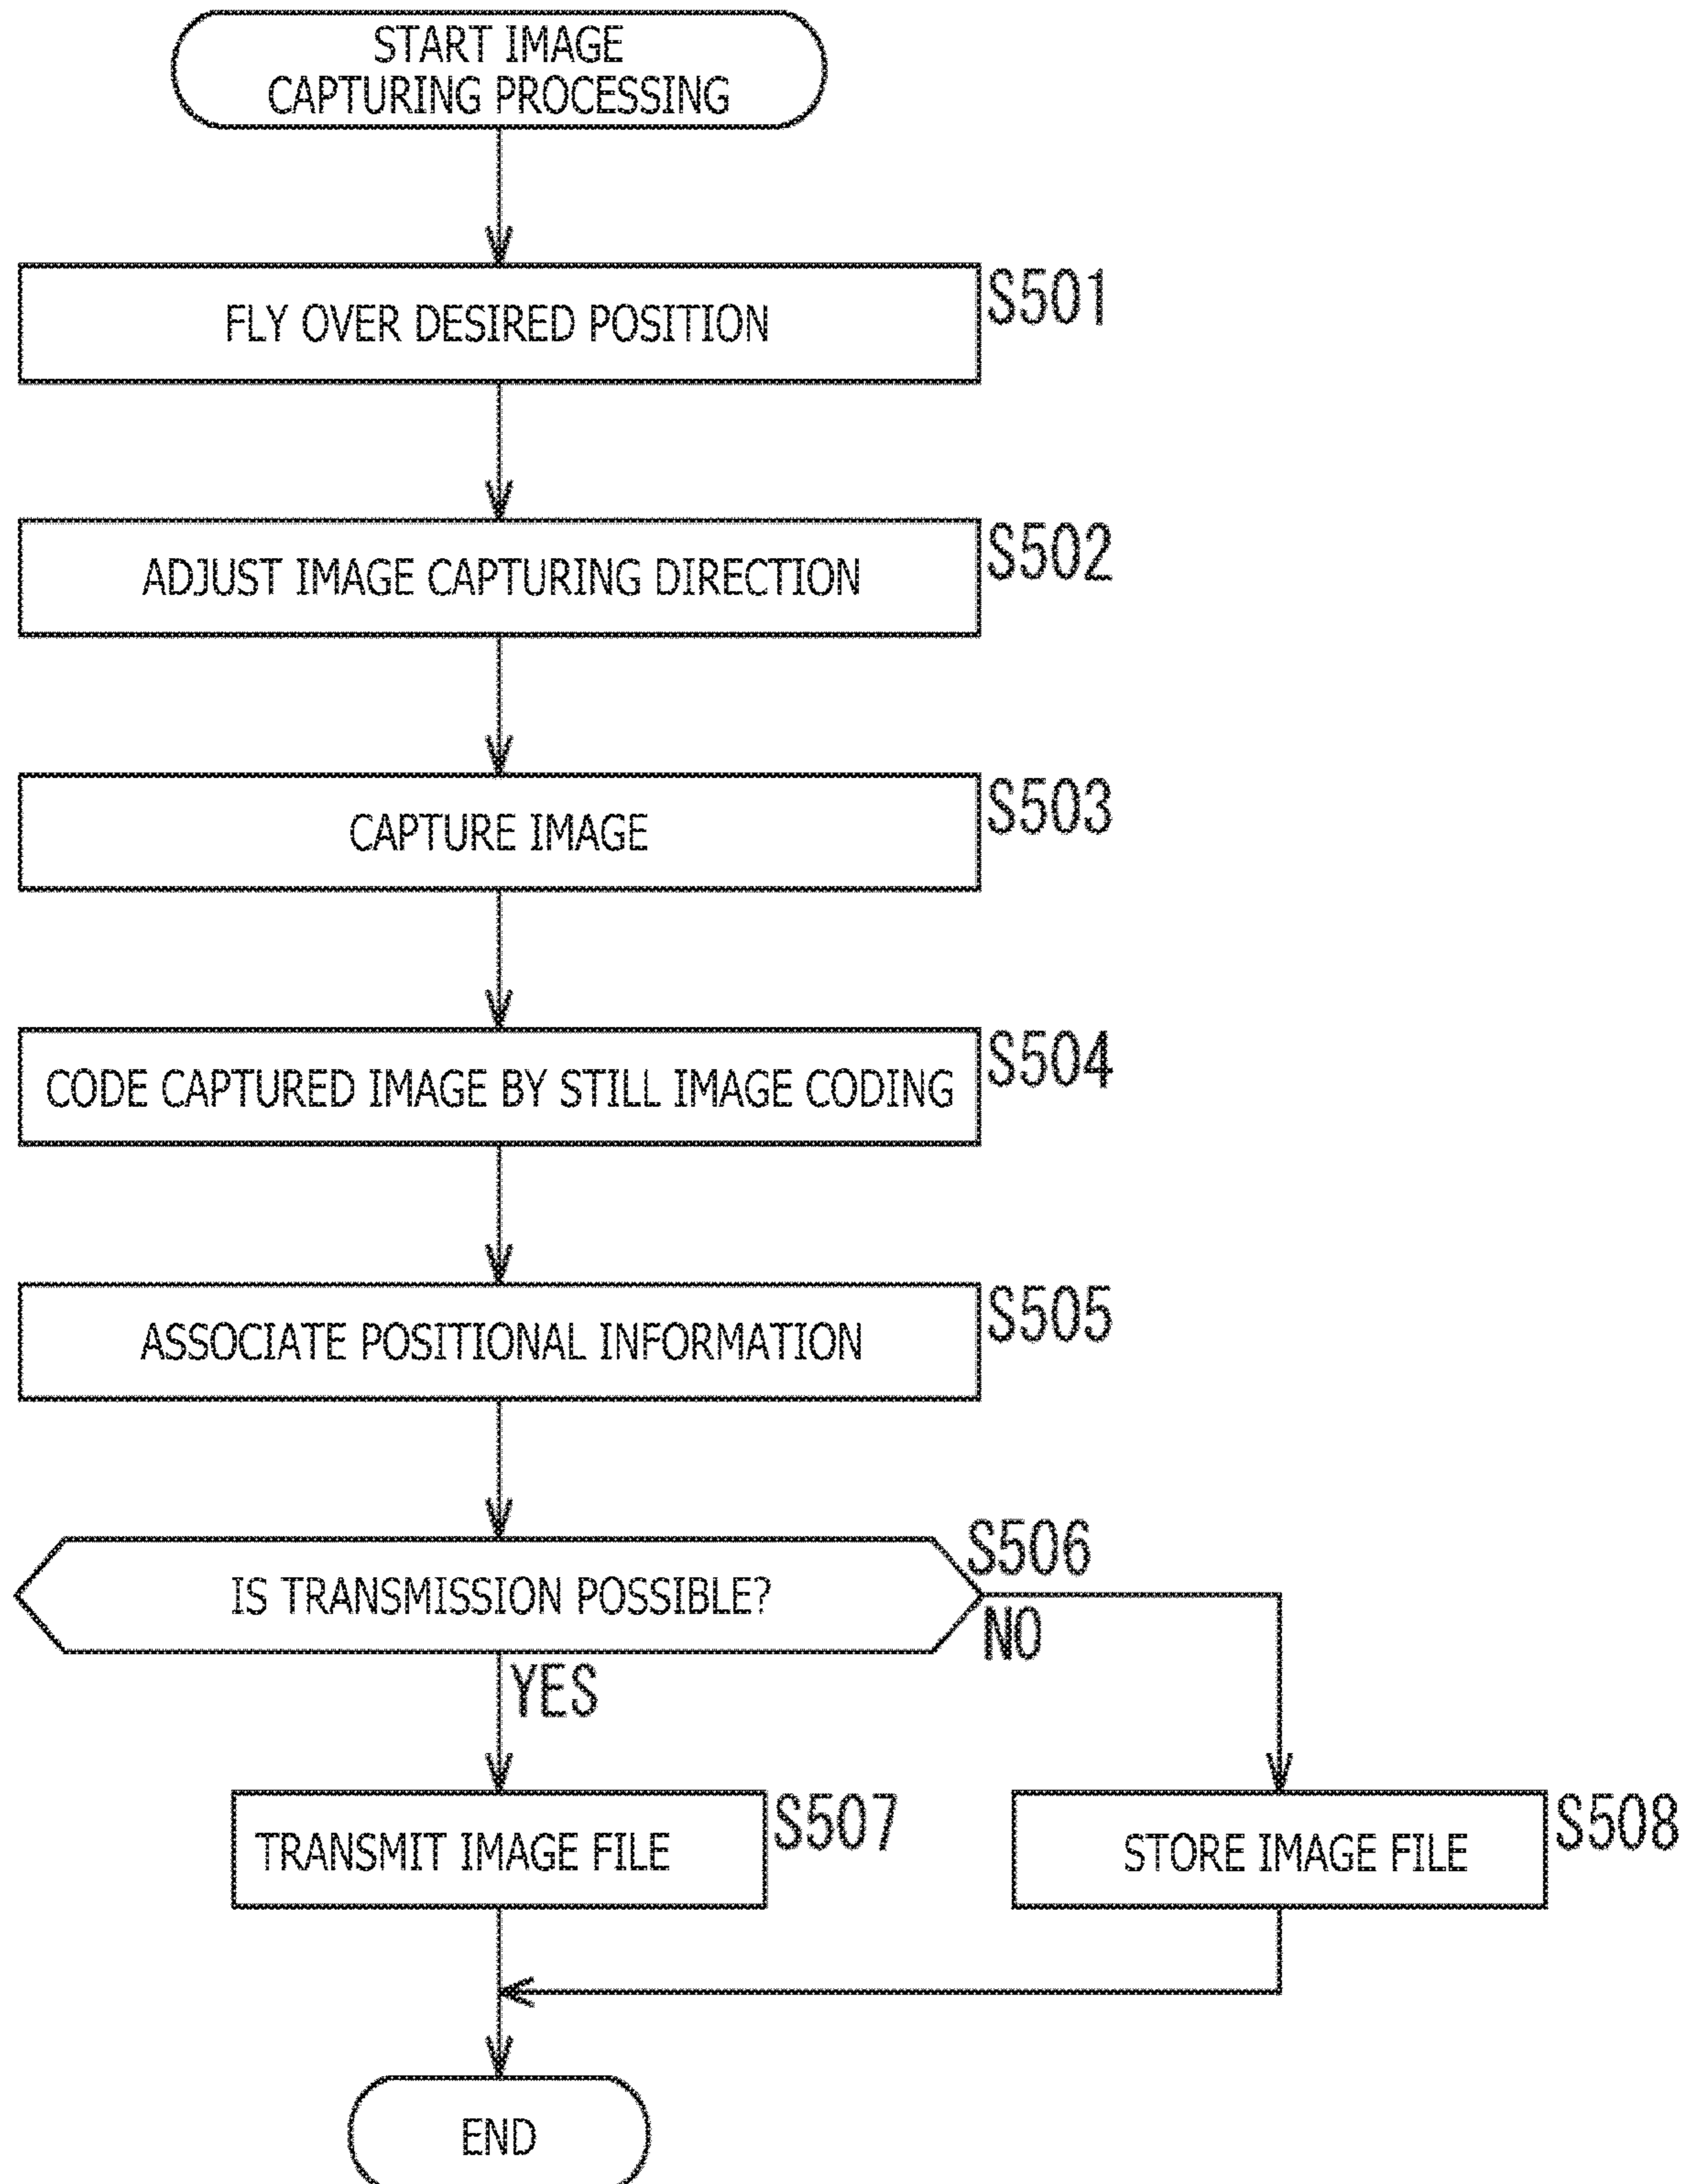 START IMAGE
CAPTURING PROCESSING
FLY OVER DESIRED POSITION
S501
ADJUST IMAGE CAPTURING DIRECTION
S502
CAPTURE IMAGE
S503
CODE CAPTURED IMAGE BY STILL IMAGE CODING
S504
ASSOCIATE POSITIONAL INFORMATION
S505
IS TRANSMISSION POSSIBLE?
S506
NO
YES
TRANSMIT IMAGE FILE
S507
STORE IMAGE FILE
S508
END